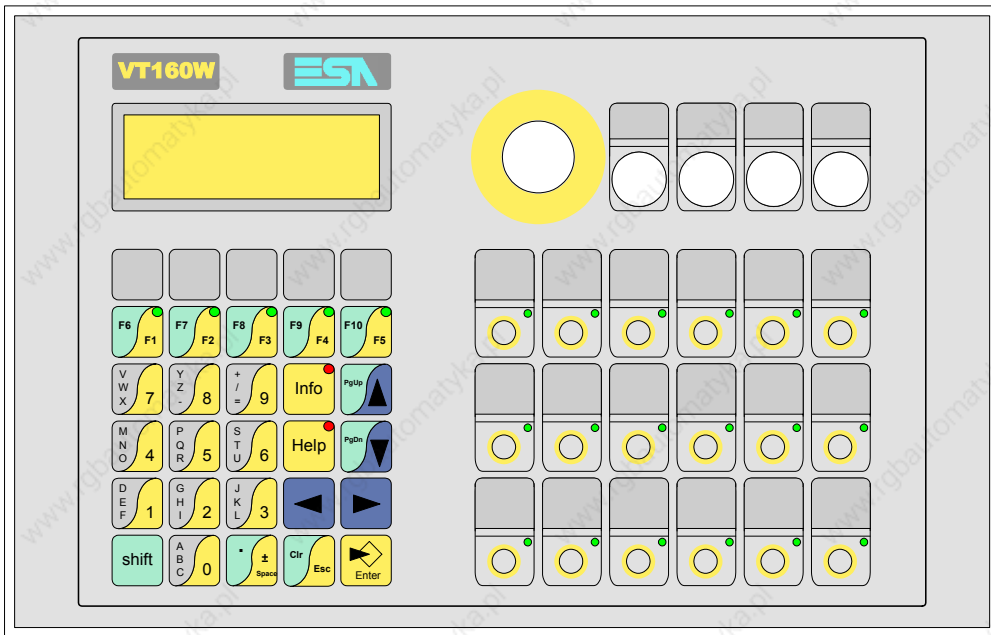 VT160W ESA
F6 F1 F7 F2 F8 F3 F9 F4 F10 F5
V W X 7 Y Z - 8 + / = 9 Info PgUp
M N O 4 P Q R 5 S T U 6 Help PgDn
D E F 1 G H I 2 J K L 3
shift A B C 0 . ± Space Clr Esc Enter
www.rgbautomatyka.pl